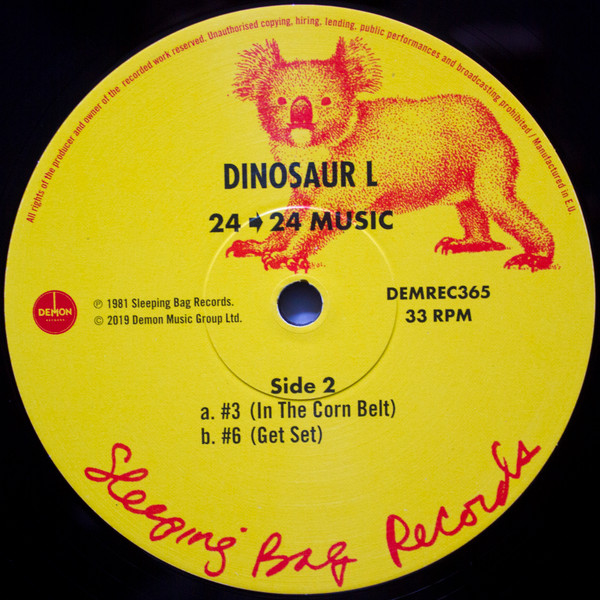 All rights of the producer and owner of the recorded work reserved. Unauthorised copying, hiring, lending, public performances and broadcasting prohibited / Manufactured in E.U.
DINOSAUR L
24 ➡ 24 MUSIC
DEMREC365
33 RPM
DEMON
RECORDS
℗ 1981 Sleeping Bag Records.
© 2019 Demon Music Group Ltd.
Side 2
a. #3 (In The Corn Belt)
b. #6 (Get Set)
Sleeping Bag Records